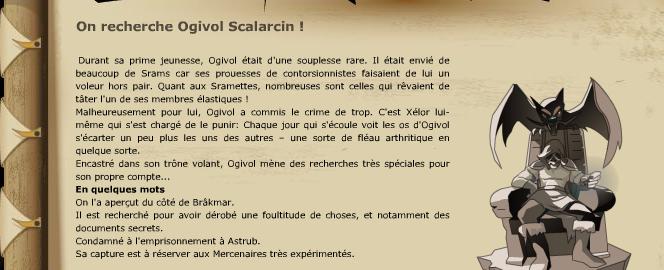 On recherche Ogivol Scalarcin !
Durant sa prime jeunesse, Ogivol était d'une souplesse rare. Il était envié de
beaucoup de Srams car ses prouesses de contorsionnistes faisaient de lui un
voleur hors pair. Quant aux Sramettes, nombreuses sont celles qui rêvaient de
tâter l'un de ses membres élastiques !
Malheureusement pour lui, Ogivol a commis le crime de trop. C'est Xélor lui-
même qui s'est chargé de le punir: Chaque jour qui s'écoule voit les os d'Ogivol
s'écarter un peu plus les uns des autres – une sorte de fléau arthritique en
quelque sorte.
Encastré dans son trône volant, Ogivol mène des recherches très spéciales pour
son propre compte...
En quelques mots
On l'a aperçut du côté de Brâkmar.
Il est recherché pour avoir dérobé une foultitude de choses, et notamment des
documents secrets.
Condamné à l'emprisonnement à Astrub.
Sa capture est à réserver aux Mercenaires très expérimentés.